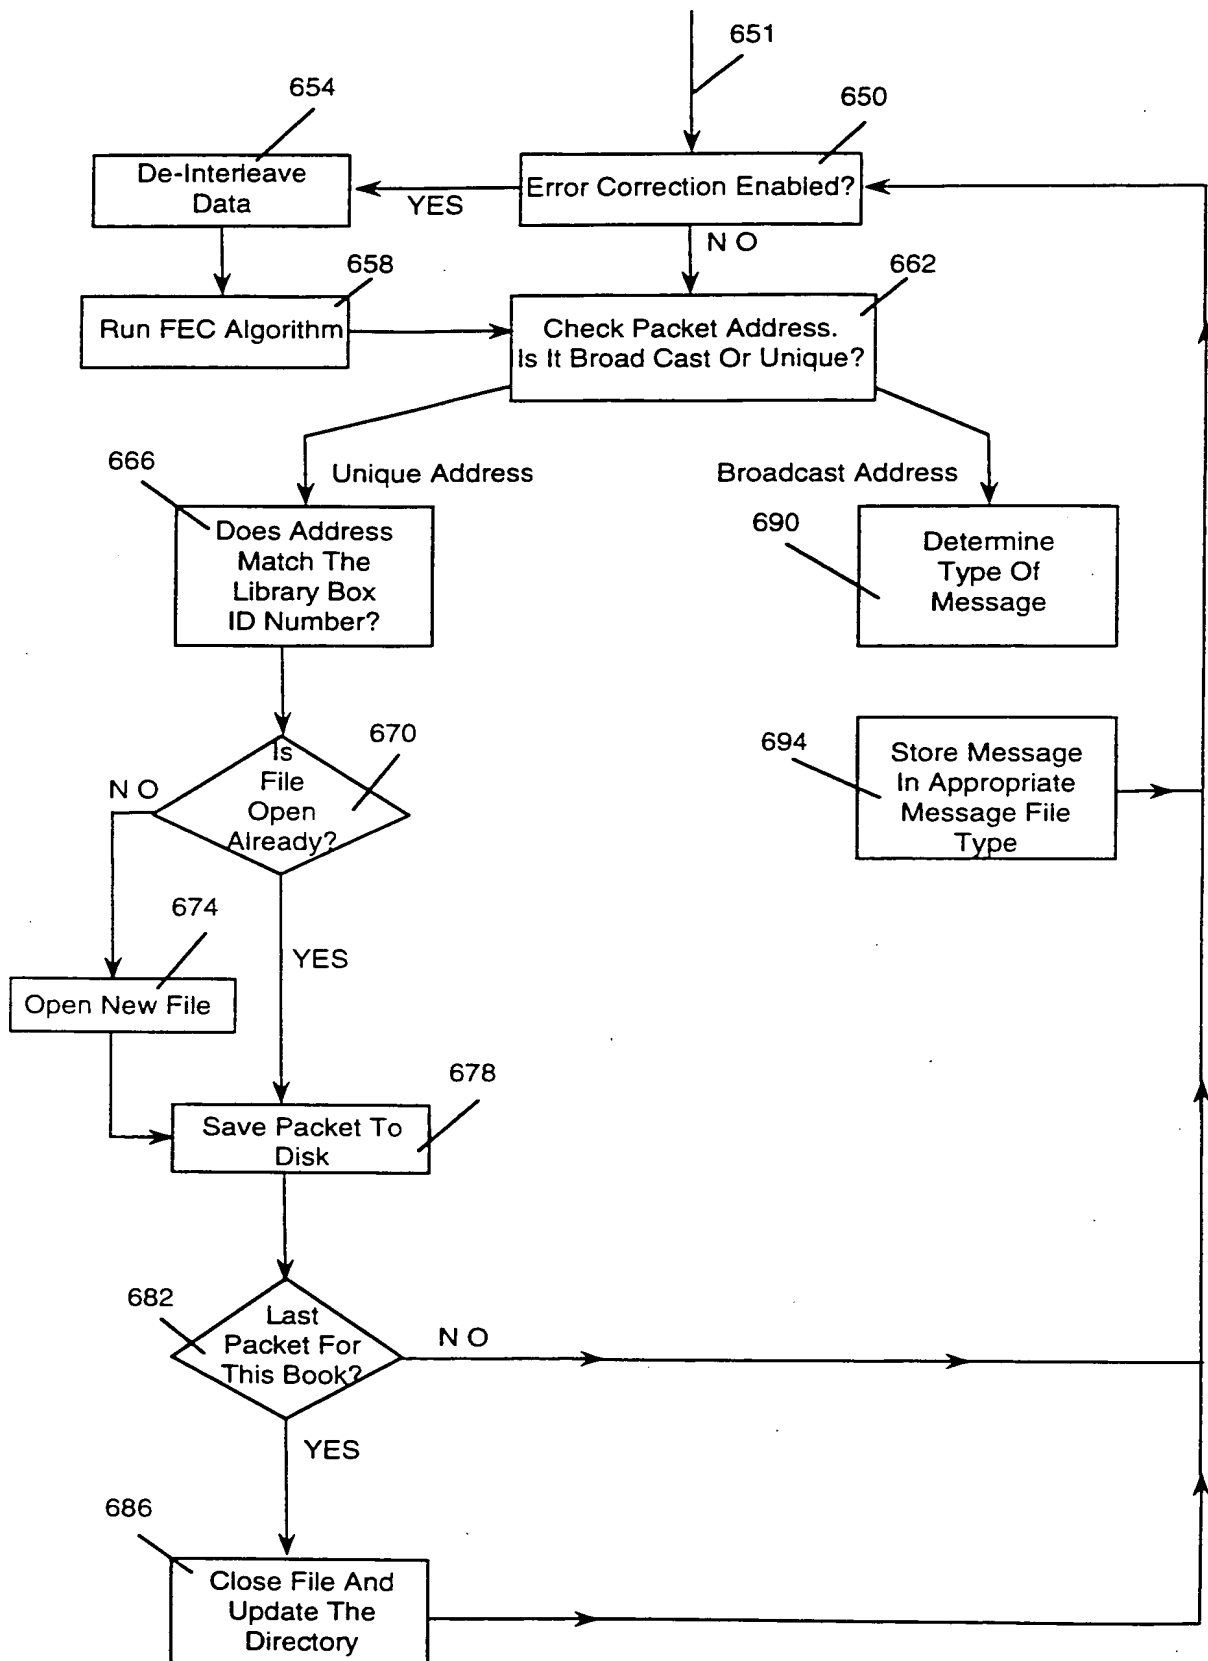 651
654
650
De-Interleave
Data
YES
Error Correction Enabled?
N O
658
662
Run FEC Algorithm
Check Packet Address.
Is It Broad Cast Or Unique?
666
Unique Address
Broadcast Address
Does Address
Match The
Library Box
ID Number?
690
Determine
Type Of
Message
670
N O
Is
File
Open
Already?
694
Store Message
In Appropriate
Message File
Type
674
YES
Open New File
678
Save Packet To
Disk
682
Last
Packet For
This Book?
N O
YES
686
Close File And
Update The
Directory